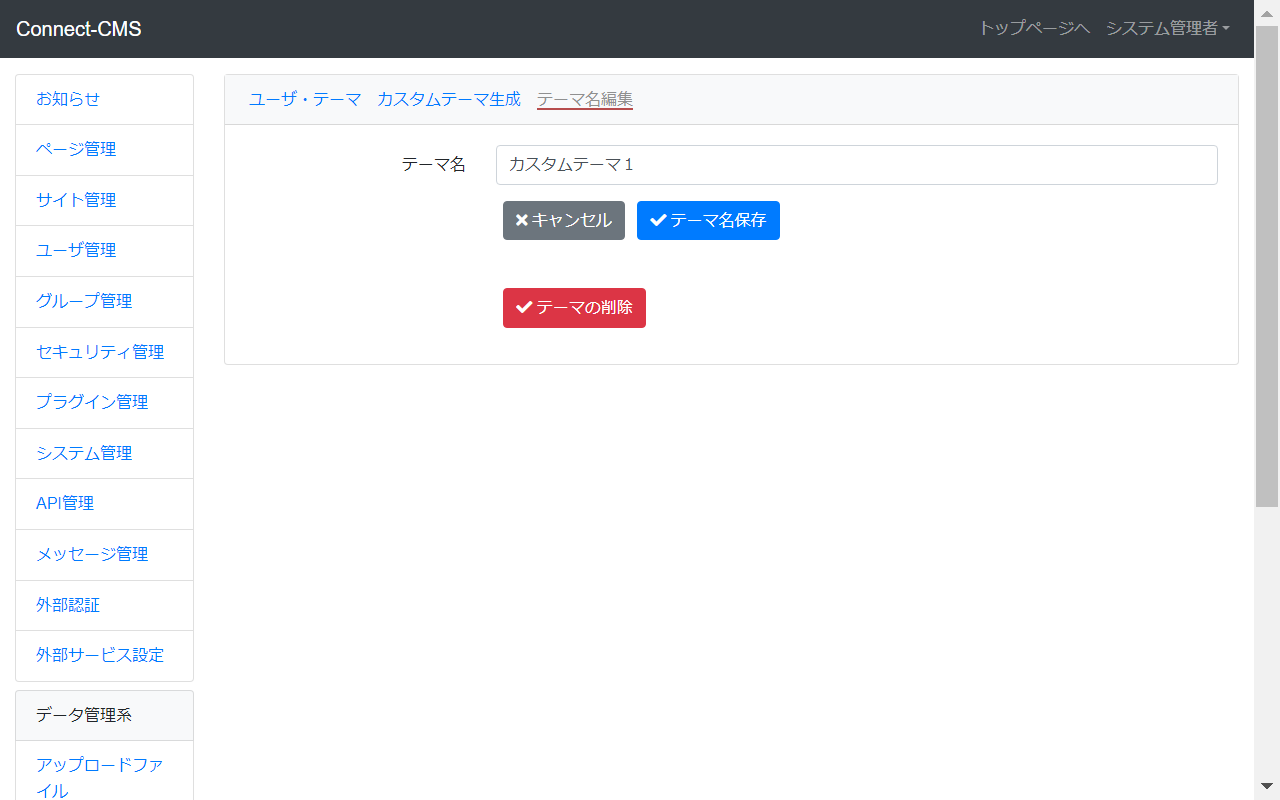 Connect-CMS
トップページへ システム管理者
お知らせ
ページ管理
サイト管理
ユーザ管理
グループ管理
セキュリティ管理
プラグイン管理
システム管理
API管理
メッセージ管理
外部認証
外部サービス設定
データ管理系
アップロードファ
イル
ユーザ・テーマ カスタムテーマ生成 テーマ名編集
テーマ名 カスタムテーマ１
キャンセル テーマ名保存
テーマの削除